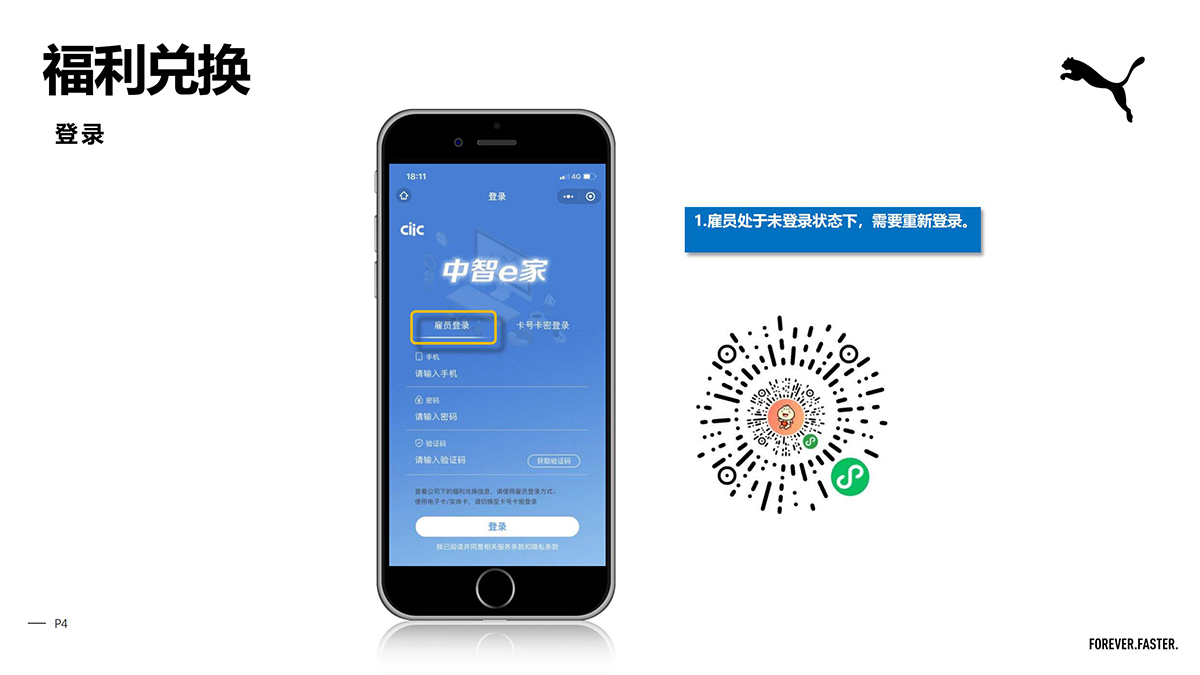 福利兑换
登录
18:11
4G
登录
ciic
中智e家
雇员登录
卡号卡密登录
手机
请输入手机
密码
请输入密码
验证码
请输入验证码
获取验证码
查看公司下的福利兑换信息，请使用雇员登录方式；
使用电子卡/实体卡，请切换至卡号卡密登录
登录
我已阅读并同意相关服务条款和隐私条款
1.雇员处于未登录状态下，需要重新登录。
P4
FOREVER.FASTER.